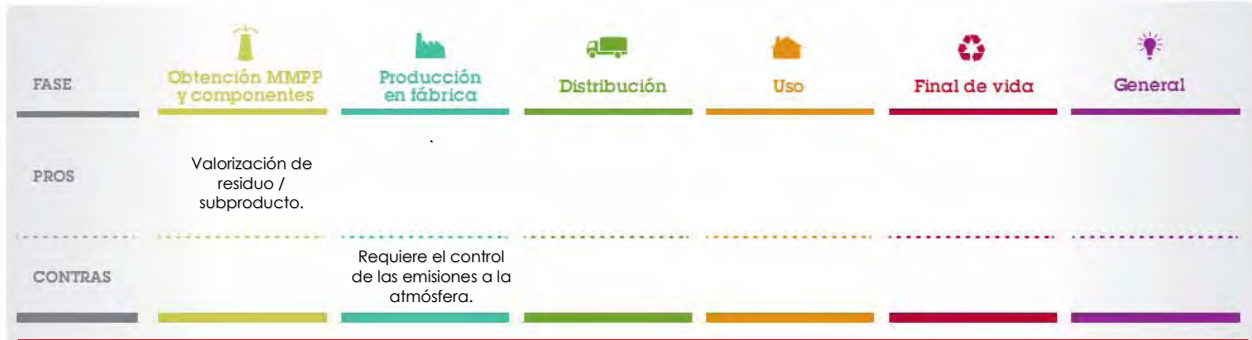 FASE
Obtención MMPP
y componentes
Producción
en fábrica
Distribución
Uso
Final de vida
General
.
PROS
Valorización de
residuo /
subproducto.
CONTRAS
Requiere el control
de las emisiones a la
atmósfera.